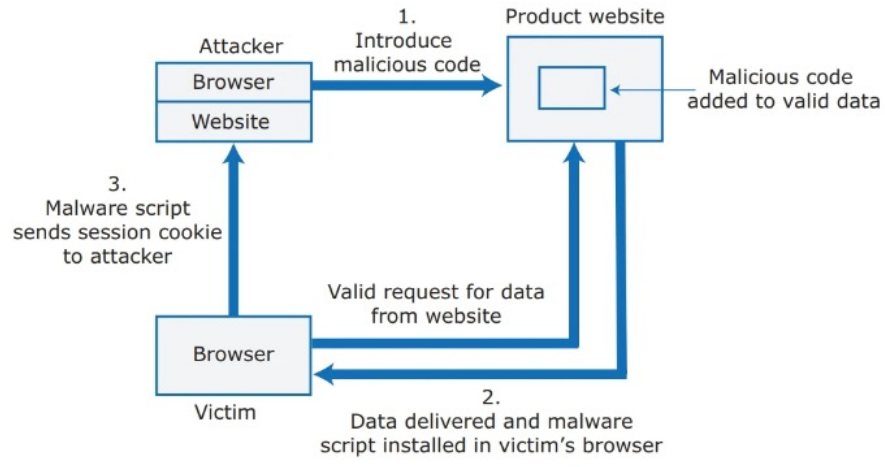 Product website
1.
Introduce
malicious code
Attacker
Browser
Website
Malicious code
added to valid data
3.
Malware script
sends session cookie
to attacker
Valid request for data
from website
Browser
Victim
2.
Data delivered and malware
script installed in victim’s browser